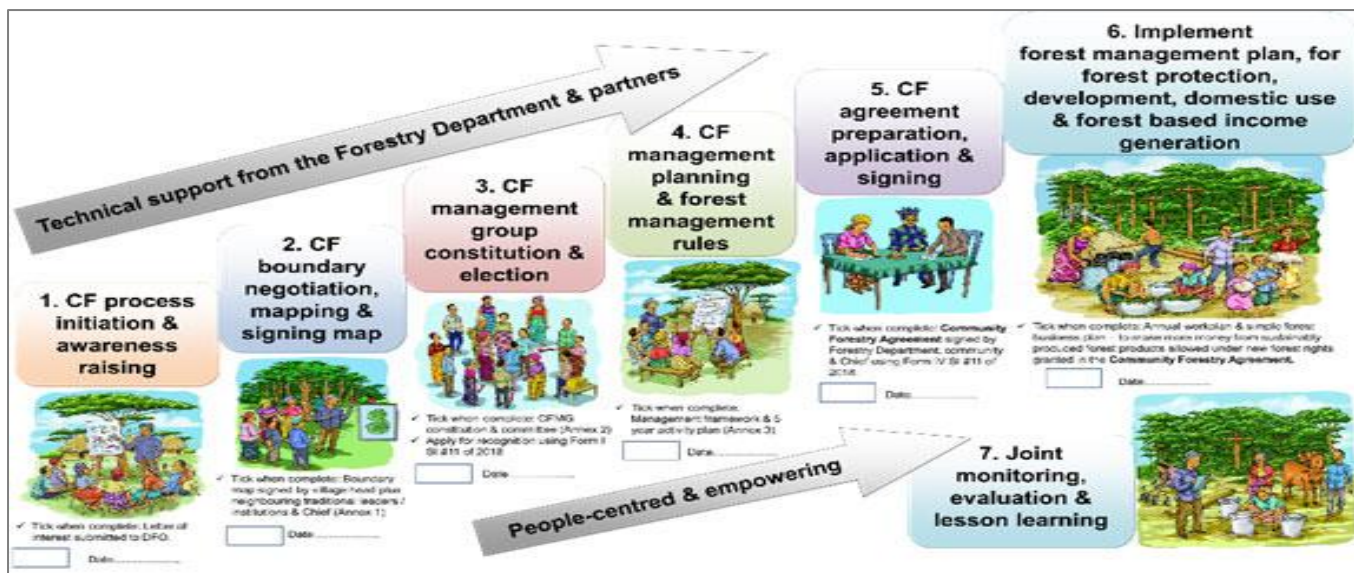 Technical support from the Forestry Department & partners
1. CF process
initiation &
awareness
raising
✓ Tick when complete: Letter of
interest submitted to DFO.
Date
2. CF
boundary
negotiation,
mapping &
signing map
✓ Tick when complete: Boundary
map signed by village head plus
neighbouring traditional leaders /
institutions & Chief (Annex 1)
Date
3. CF
management
group
constitution &
election
✓ Tick when complete: CFMG
constitution & committee (Annex 2)
✓ Apply for recognition using Form II
SI #11 of 2018
Date
4. CF
management
planning
& forest
management
rules
✓ Tick when complete:
Management framework & 5
year activity plan (Annex 3)
Date
5. CF
agreement
preparation,
application &
signing
✓ Tick when complete: Community
Forestry Agreement signed by
Forestry Department, community
& Chief using Form IV SI #11 of
2018
Date
6. Implement
forest management plan, for
forest protection,
development, domestic use
& forest based income
generation
✓ Tick when complete: Annual workplan & simple forest
business plan to make more money from sustainably
produced forest products allowed under new forest rights
granted in the Community Forestry Agreement.
Date
People-centred & empowering
7. Joint
monitoring,
evaluation &
lesson learning